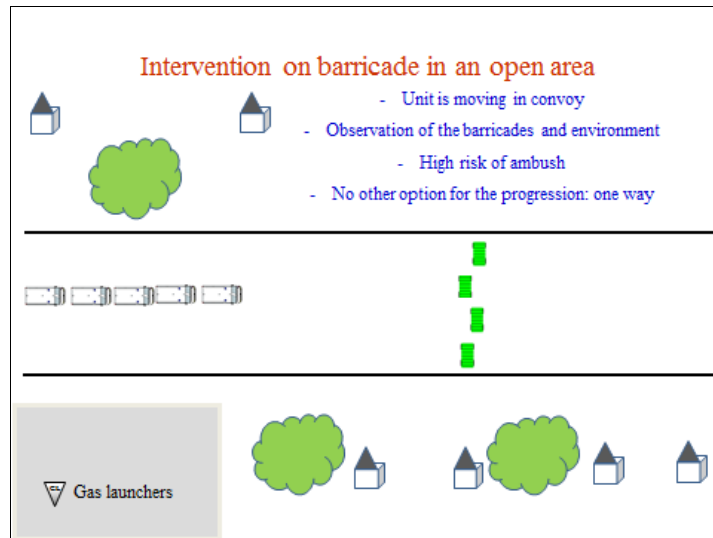 Intervention on barricade in an open area
- Unit is moving in convoy
- Observation of the barricades and environment
- High risk of ambush
- No other option for the progression: one way
CL Gas launchers